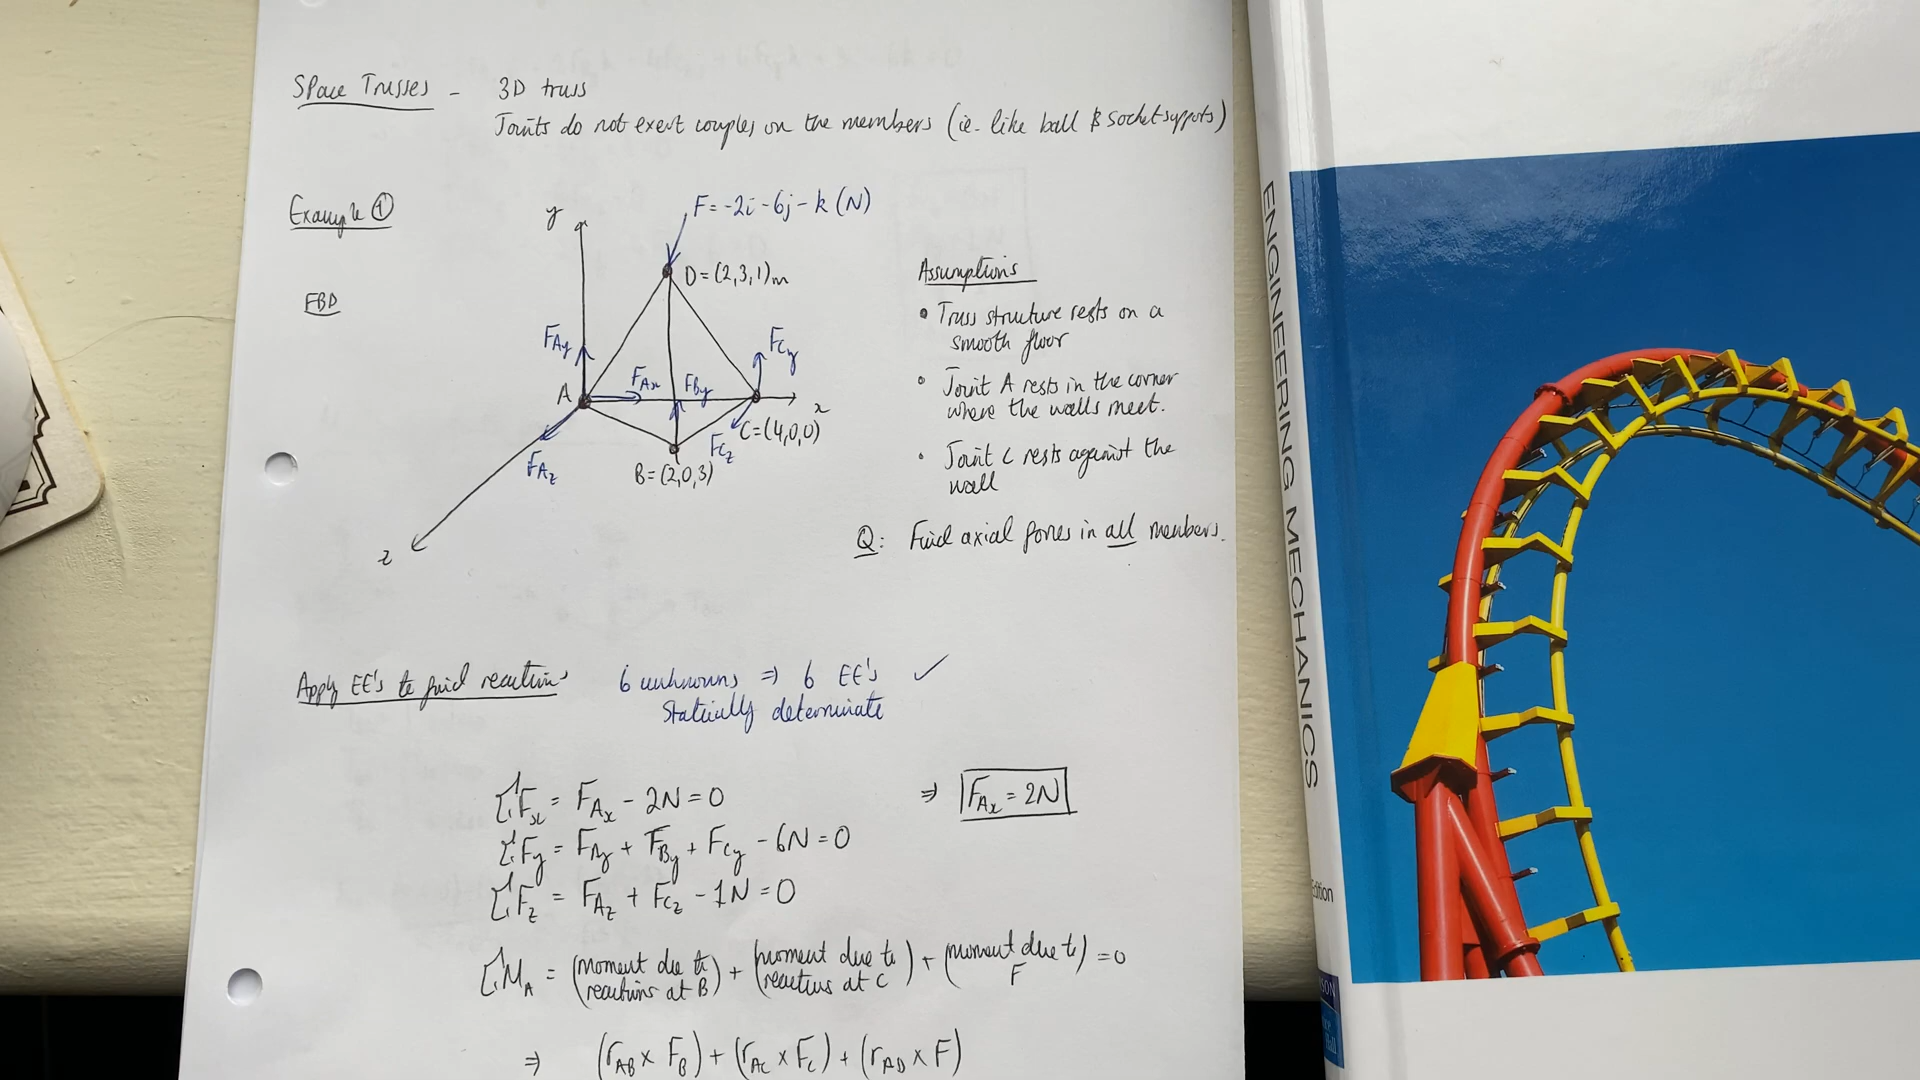 Space Trusses - 3D truss
Joints do not exert couples on the members (ie. like ball & socket supports)
Example ①
FBD
y
F = -2i - 6j - k (N)
D = (2,3,1)m
FAy
FCy
A
FAx
FBy
x
C = (4,0,0)
FCz
FAz
B = (2,0,3)
z
Assumptions
• Truss structure rests on a
smooth floor
• Joint A rests in the corner
where the walls meet.
• Joint C rests against the
wall
Q: Find axial forces in all members.
Apply EE's to find reactions
6 unknowns ⇒ 6 EE's ✓
Statically determinate
ΣFx = FAx - 2N = 0 ⇒ FAx = 2N
ΣFy = FAy + FBy + FCy - 6N = 0
ΣFz = FAz + FCz - 1N = 0
ΣMA = (moment due to reactions at B) + (moment due to reactions at C) + (moment due to F) = 0
⇒ (rAB x FB) + (rAC x FC) + (rAD x F)
ENGINEERING MECHANICS
Edition